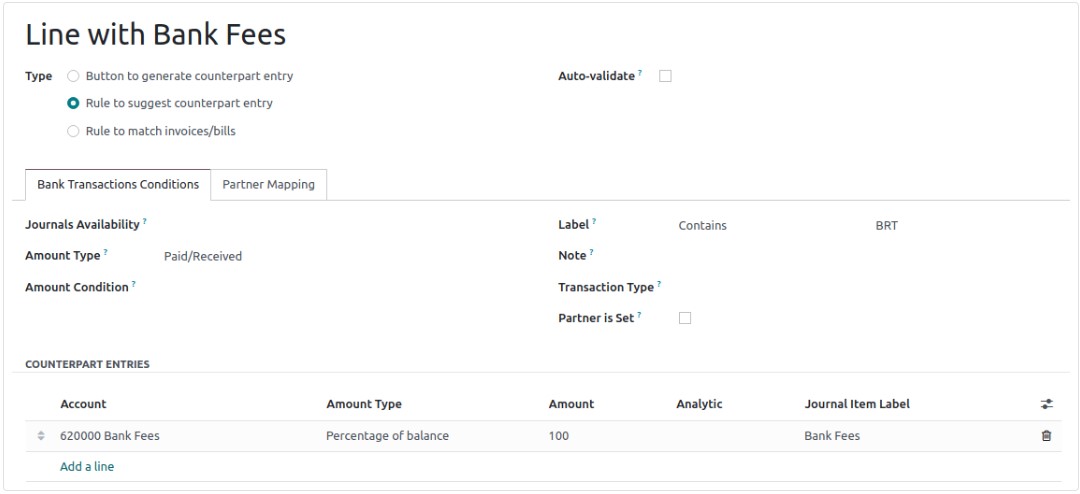 Line with Bank Fees
Type Button to generate counterpart entry Auto-validate ?
Rule to suggest counterpart entry
Rule to match invoices/bills
Bank Transactions Conditions Partner Mapping
Journals Availability ? Label ? Contains BRT
Amount Type ? Paid/Received Note ?
Amount Condition ? Transaction Type ?
Partner is Set ?
COUNTERPART ENTRIES
Account Amount Type Amount Analytic Journal Item Label
620000 Bank Fees Percentage of balance 100 Bank Fees
Add a line